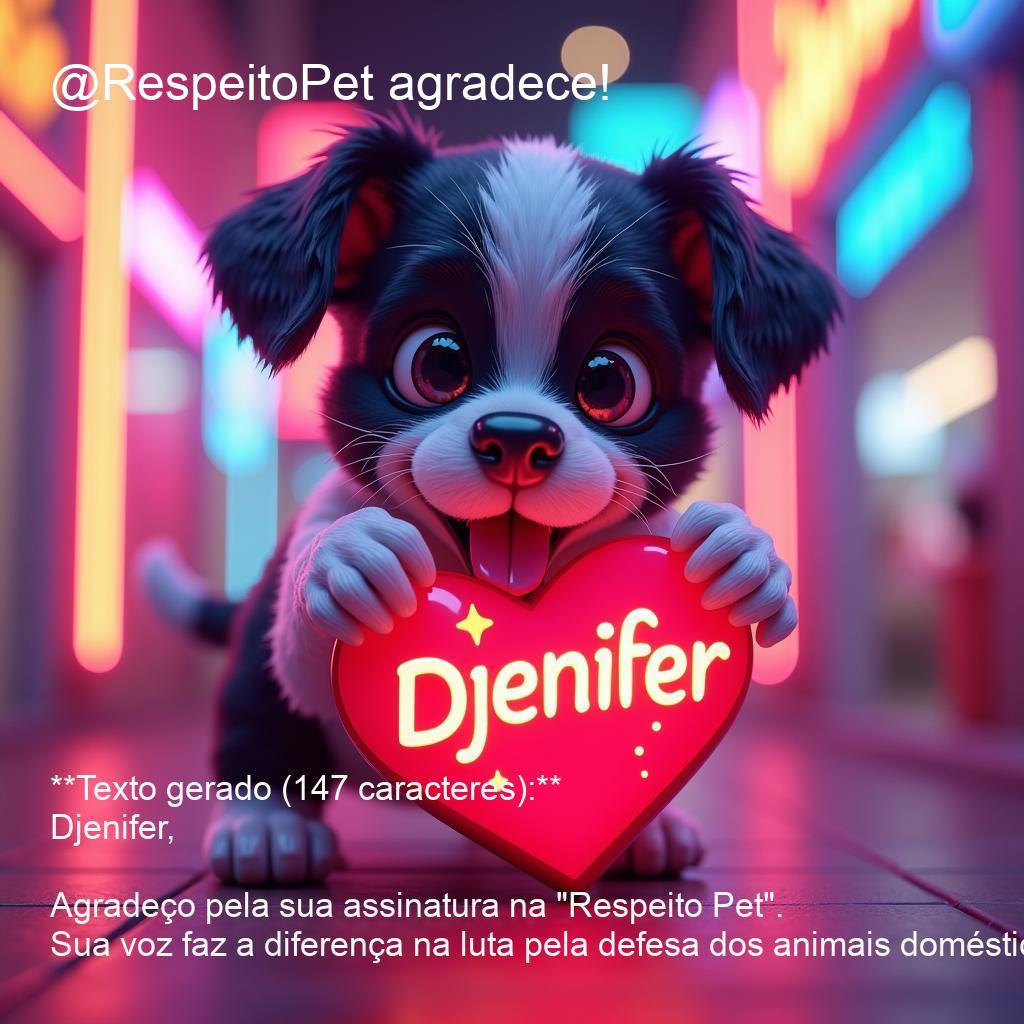 @RespeitoPet agradece!
Djenifer
**Texto gerado (147 caracteres):**
Djenifer,
Agradeço pela sua assinatura na "Respeito Pet".
Sua voz faz a diferença na luta pela defesa dos animais